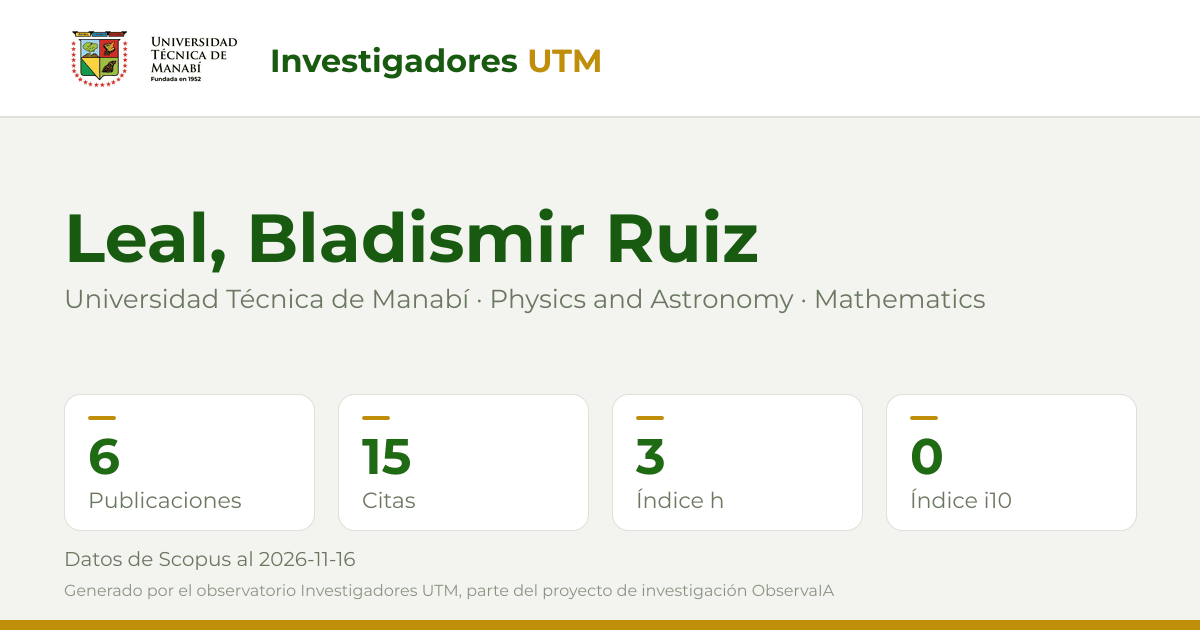 UNIVERSIDAD
TÉCNICA DE
MANABÍ
Fundada en 1952
Investigadores UTM
Leal, Bladismir Ruiz
Universidad Técnica de Manabí · Physics and Astronomy · Mathematics
6
Publicaciones
15
Citas
3
Índice h
0
Índice i10
Datos de Scopus al 2026-11-16
Generado por el observatorio Investigadores UTM, parte del proyecto de investigación ObservaIA